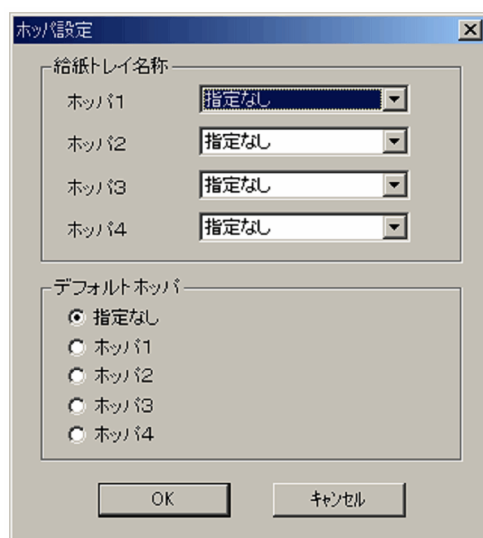 ホッパ設定
給紙トレイ名称
ホッパ1 指定なし
ホッパ2 指定なし
ホッパ3 指定なし
ホッパ4 指定なし
デフォルトホッパ
指定なし
ホッパ1
ホッパ2
ホッパ3
ホッパ4
OK キャンセル